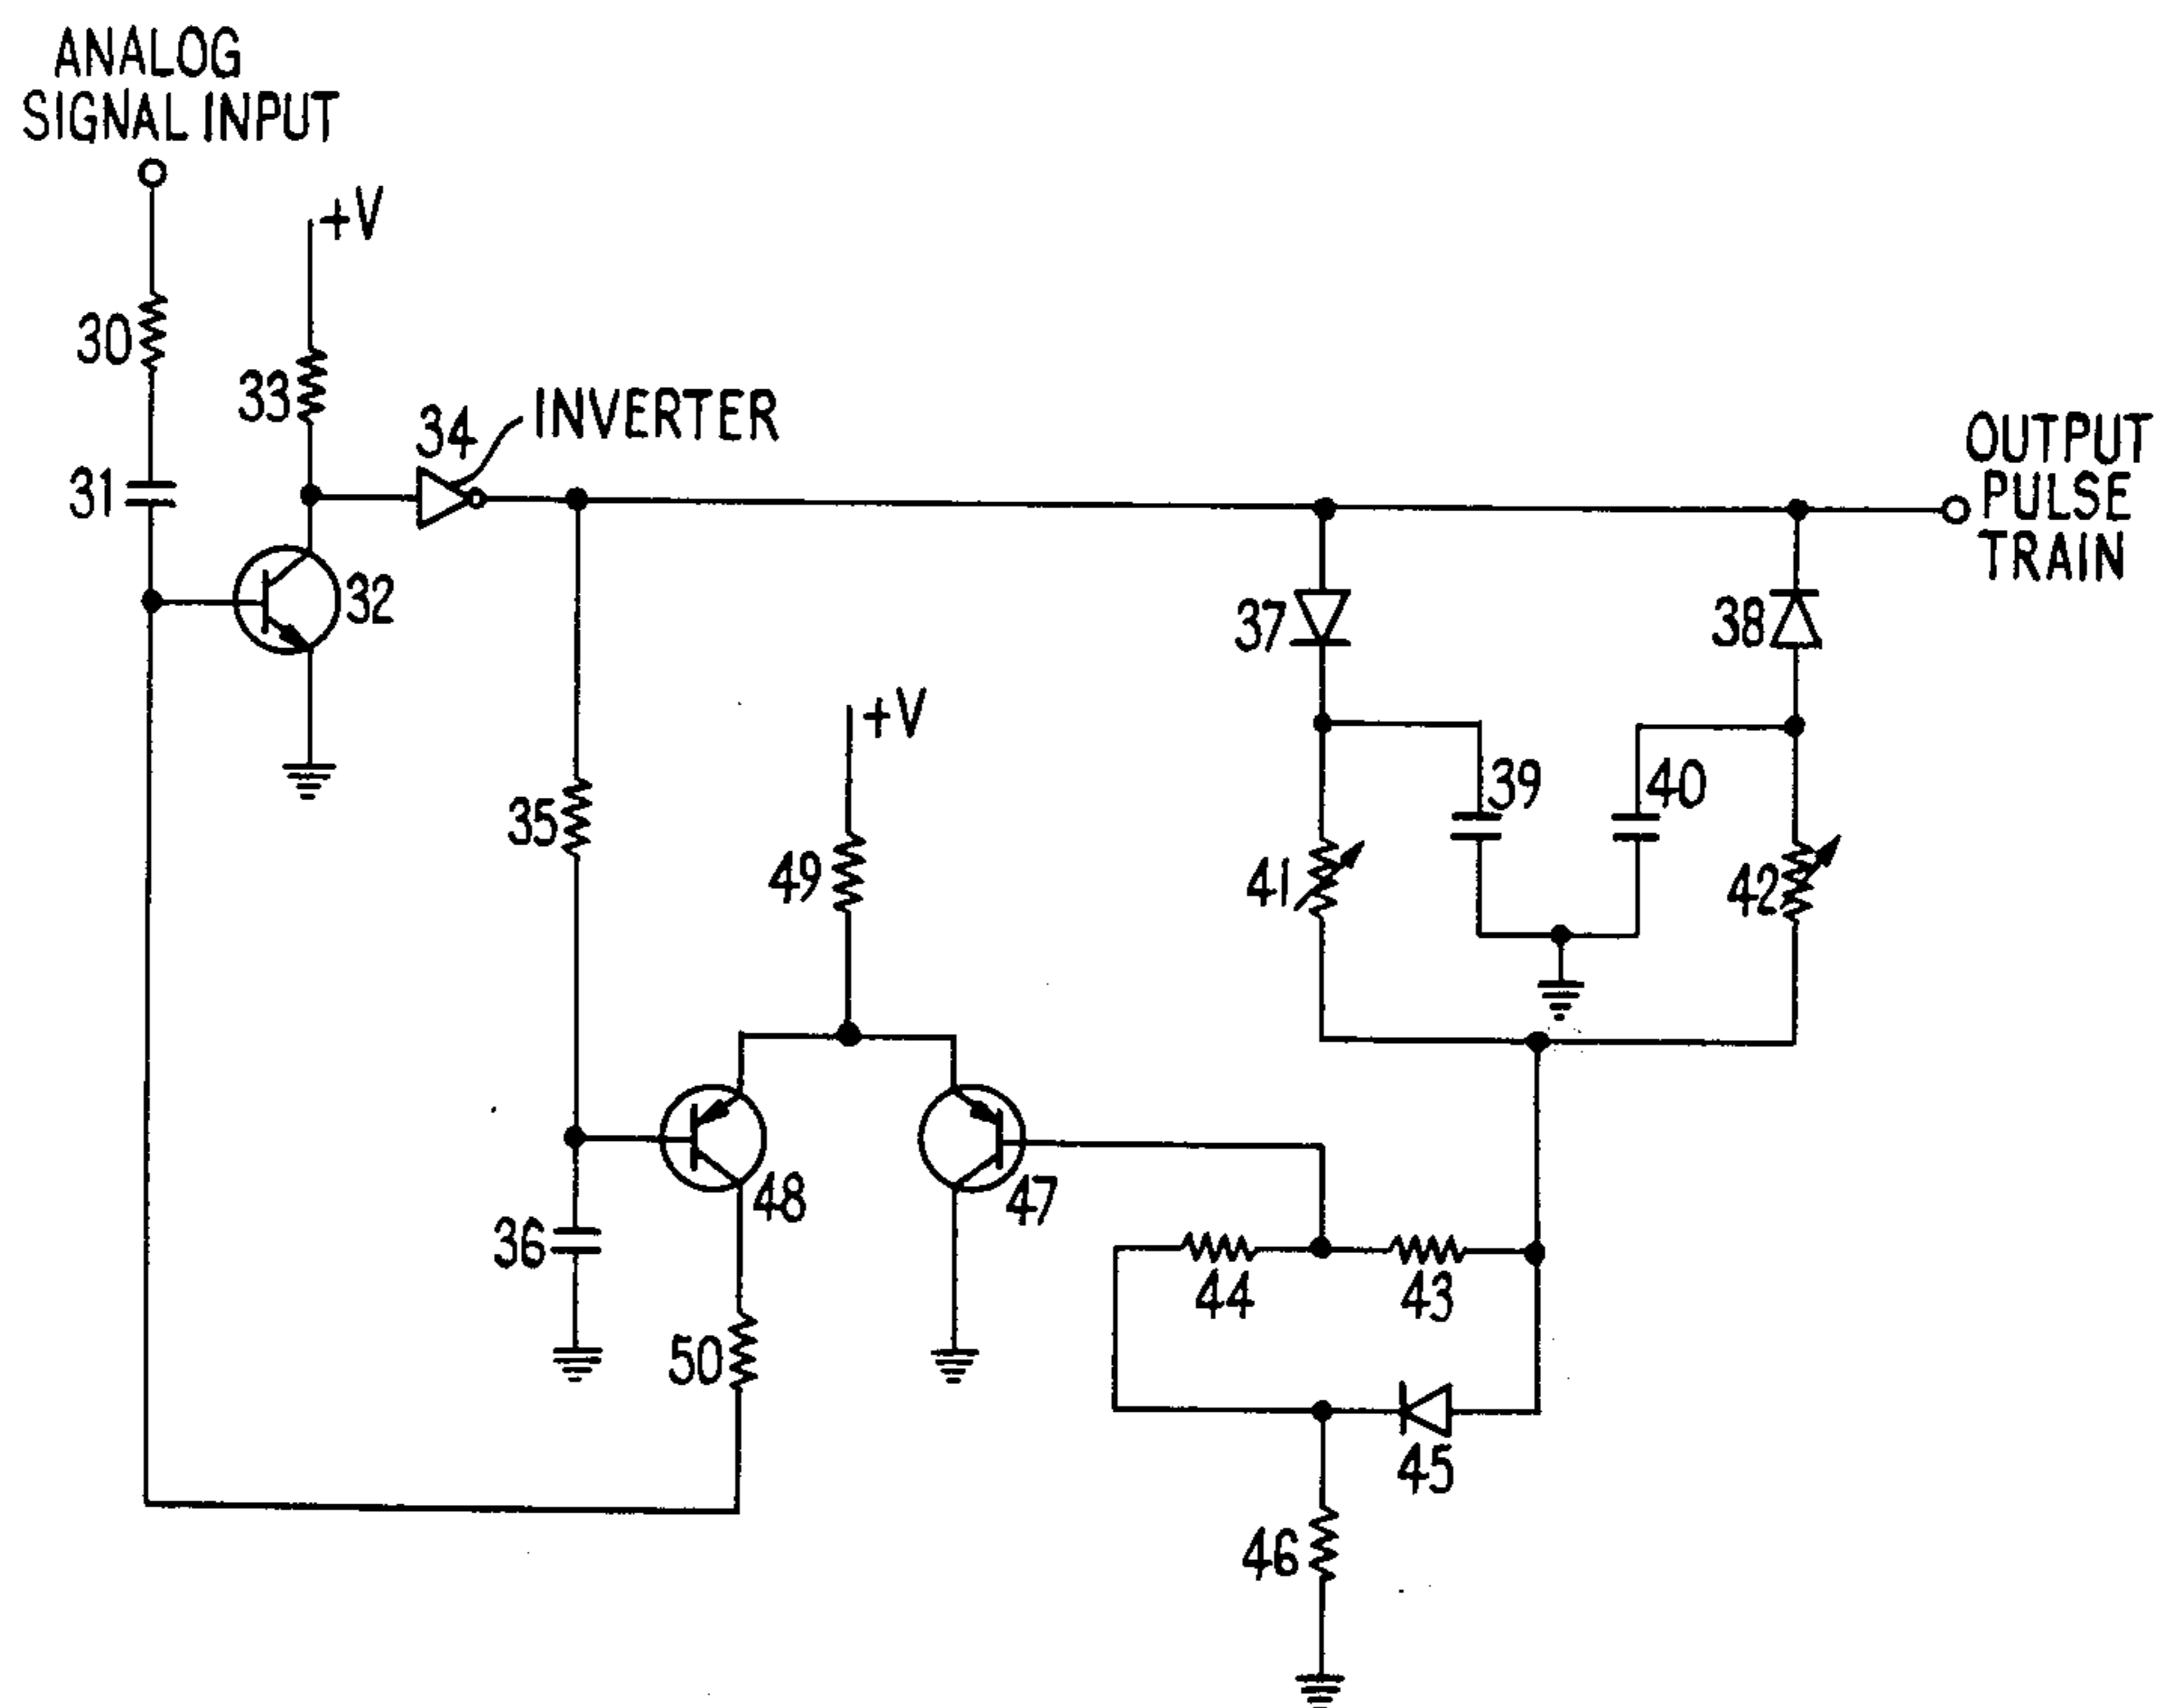 ANALOG
SIGNAL INPUT
+V
30
33
34
INVERTER
31
OUTPUT
PULSE
TRAIN
32
37
38
+V
39
40
35
49
41
42
48
47
36
44
43
50
45
46